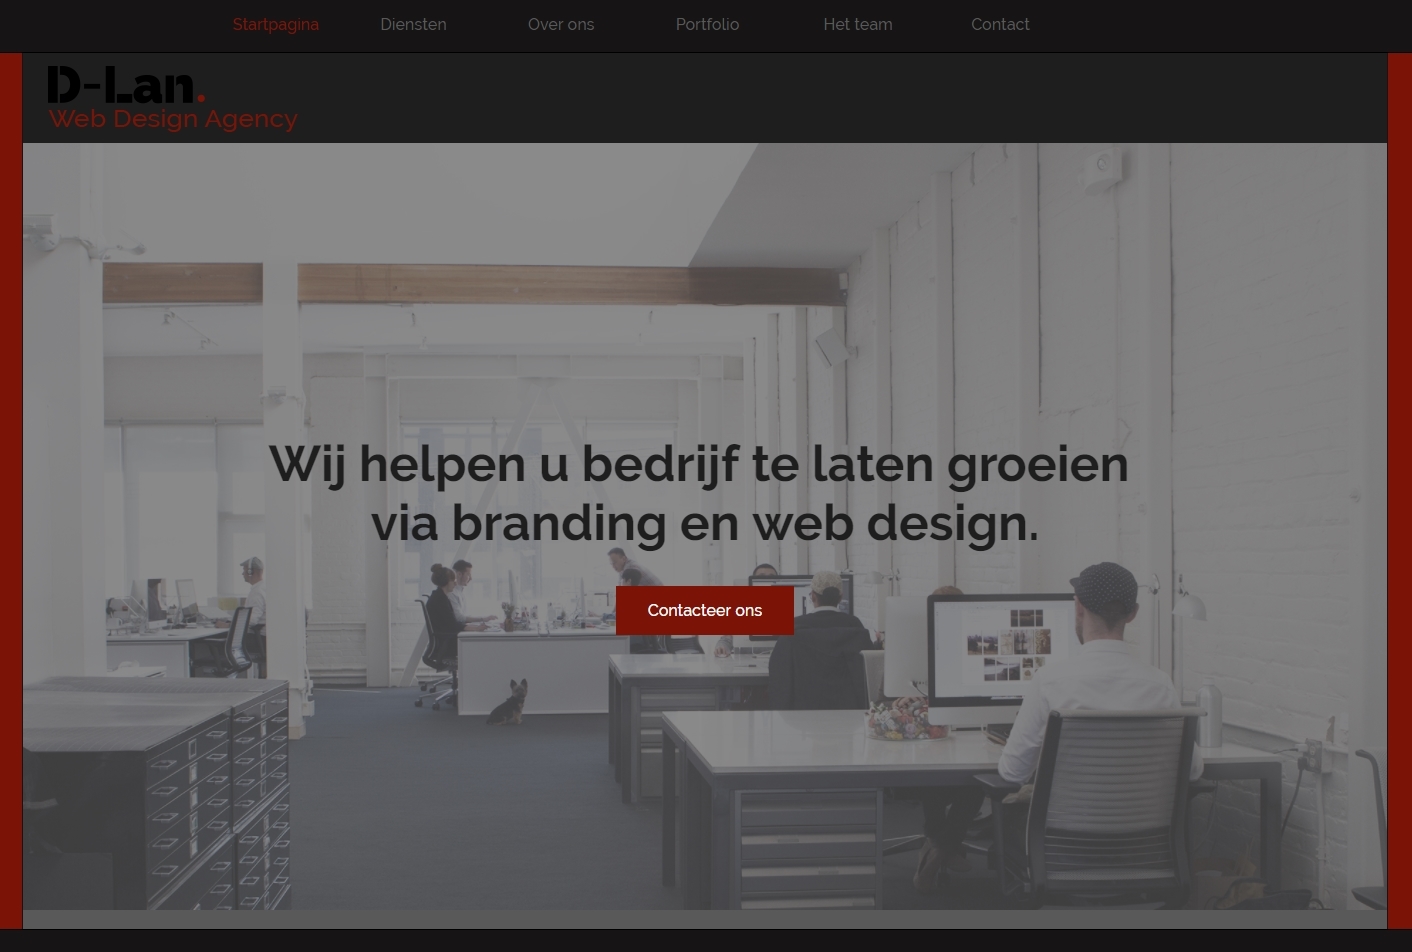 Startpagina Diensten Over ons Portfolio Het team Contact
D-Lan.
Web Design Agency
Wij helpen u bedrijf te laten groeien
via branding en web design.
Contacteer ons